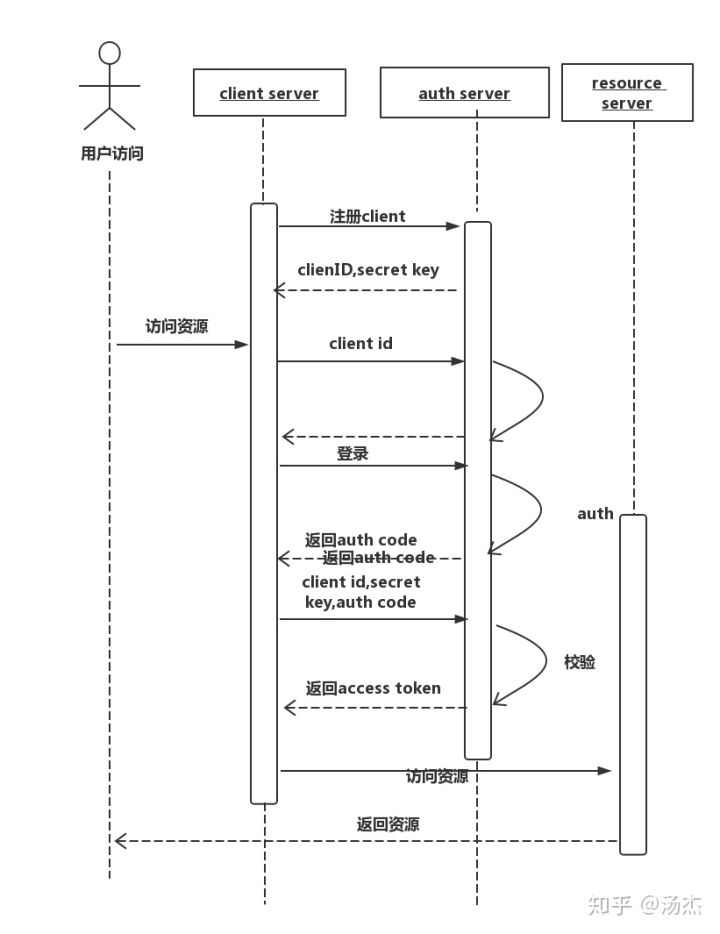 client server
auth server
resource
server
用户访问
注册client
clienID,secret key
访问资源
client id
登录
auth
返回auth code
返回auth code
client id,secret
key,auth code
校验
返回access token
访问资源
返回资源
知乎 @汤杰